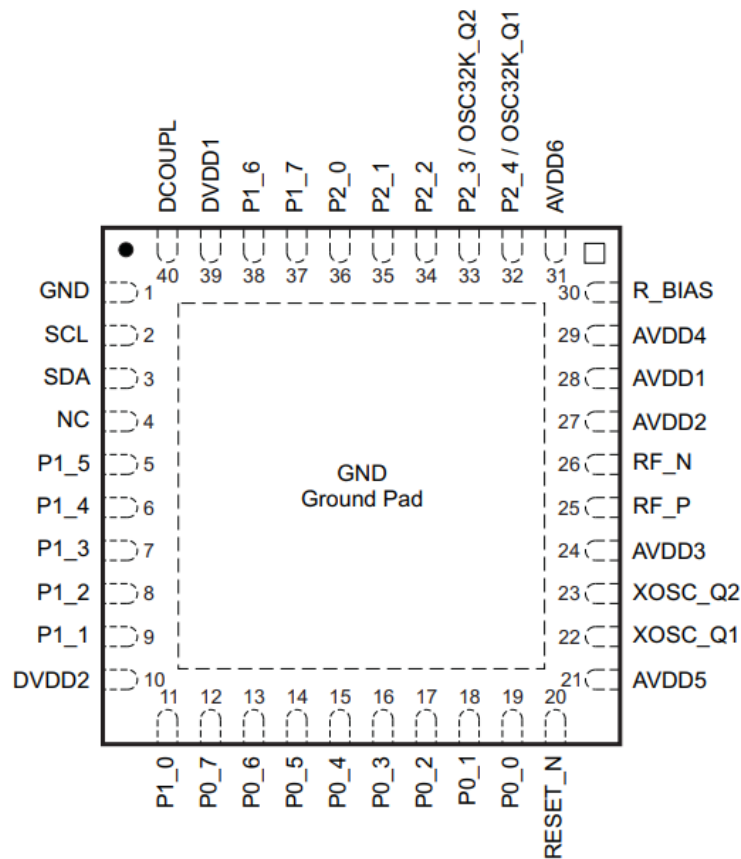 DCOUPL
DVDD1
P1_6
P1_7
P2_0
P2_1
P2_2
P2_3 / OSC32K_Q2
P2_4 / OSC32K_Q1
AVDD6
40
39
38
37
36
35
34
33
32
31
GND 1
SCL 2
SDA 3
NC 4
P1_5 5
P1_4 6
P1_3 7
P1_2 8
P1_1 9
DVDD2 10
GND
Ground Pad
30 R_BIAS
29 AVDD4
28 AVDD1
27 AVDD2
26 RF_N
25 RF_P
24 AVDD3
23 XOSC_Q2
22 XOSC_Q1
21 AVDD5
11
12
13
14
15
16
17
18
19
20
P1_0
P0_7
P0_6
P0_5
P0_4
P0_3
P0_2
P0_1
P0_0
RESET_N